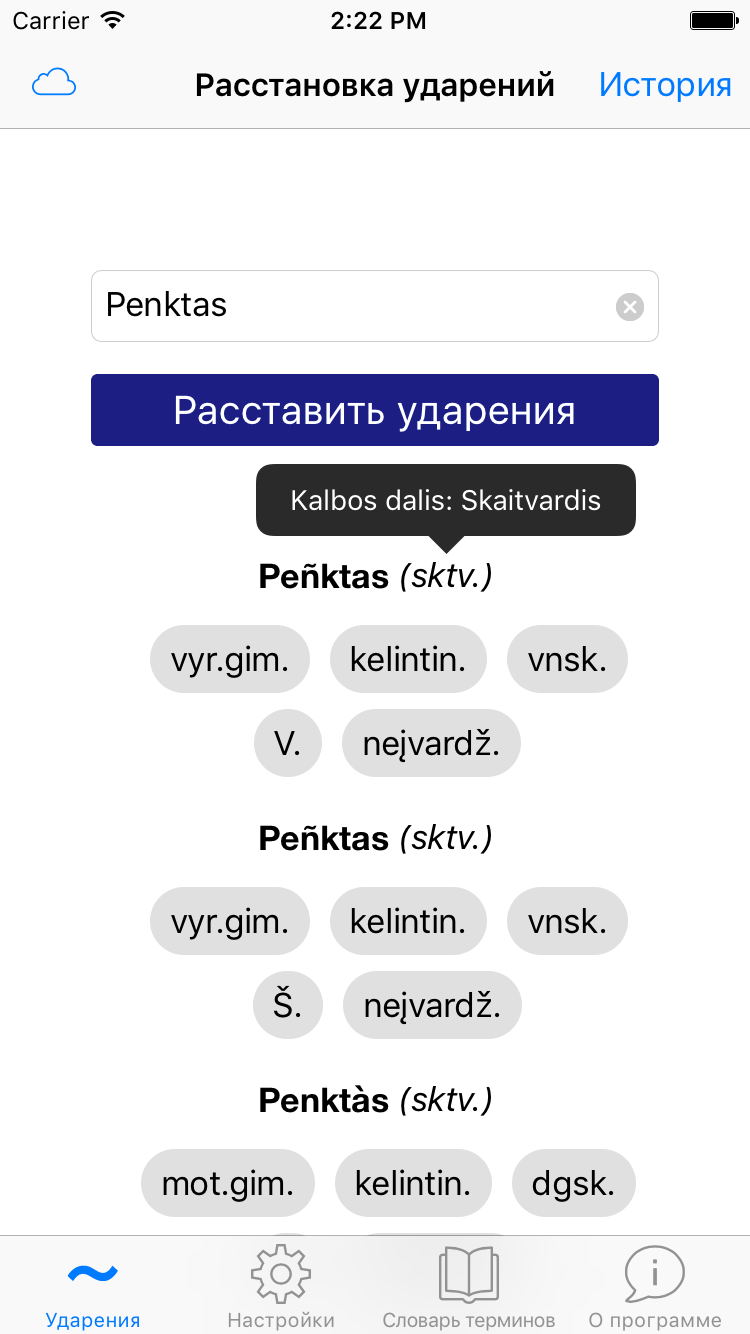 Carrier 2:22 PM
Расстановка ударений История
Penktas
Расставить ударения
Kalbos dalis: Skaitvardis
Peñktas (sktv.)
vyr.gim. kelintin. vnsk.
V. neįvardž.
Peñktas (sktv.)
vyr.gim. kelintin. vnsk.
Š. neįvardž.
Penktàs (sktv.)
mot.gim. kelintin. dgsk.
Ударения Настройки Словарь терминов О программе